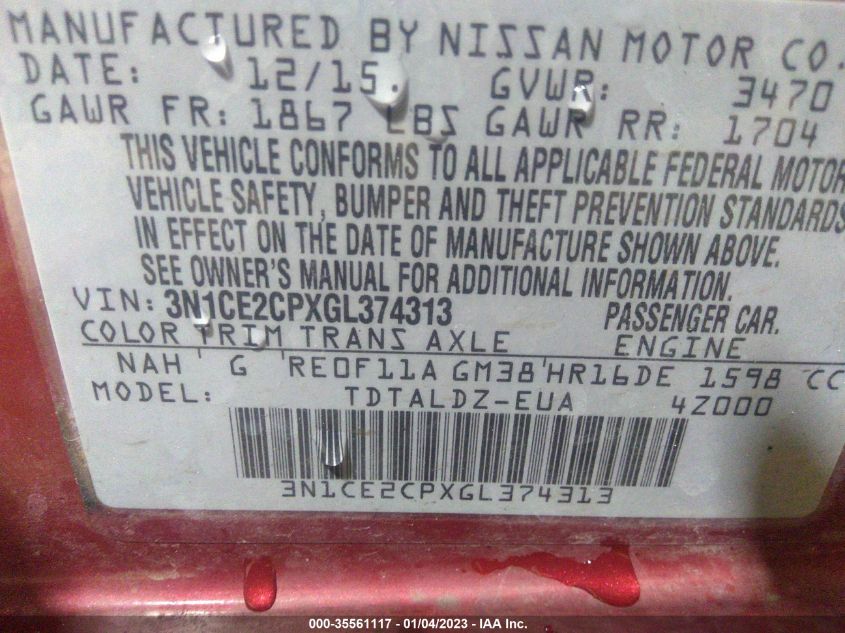 MANUFACTURED BY NISSAN MOTOR CO.
DATE: 12/15. GVWR: 3470
GAWR FR: 1867 LBS GAWR RR: 1704
THIS VEHICLE CONFORMS TO ALL APPLICABLE FEDERAL MOTOR
VEHICLE SAFETY, BUMPER AND THEFT PREVENTION STANDARDS
IN EFFECT ON THE DATE OF MANUFACTURE SHOWN ABOVE.
SEE OWNER'S MANUAL FOR ADDITIONAL INFORMATION.
VIN: 3N1CE2CPXGL374313 PASSENGER CAR.
COLOR TRIM TRANS AXLE ENGINE
NAH G RE0F11A GM38 HR16DE 1598 CC
MODEL: TDTALDZ-EUA 4Z000
3N1CE2CPXGL374313
000-35561117 - 01/04/2023 - IAA Inc.